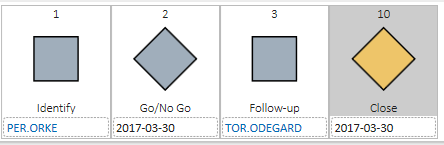 1 2 3 10
Identify Go/No Go Follow-up Close
PER.ORKE 2017-03-30 TOR.ODEGARD 2017-03-30